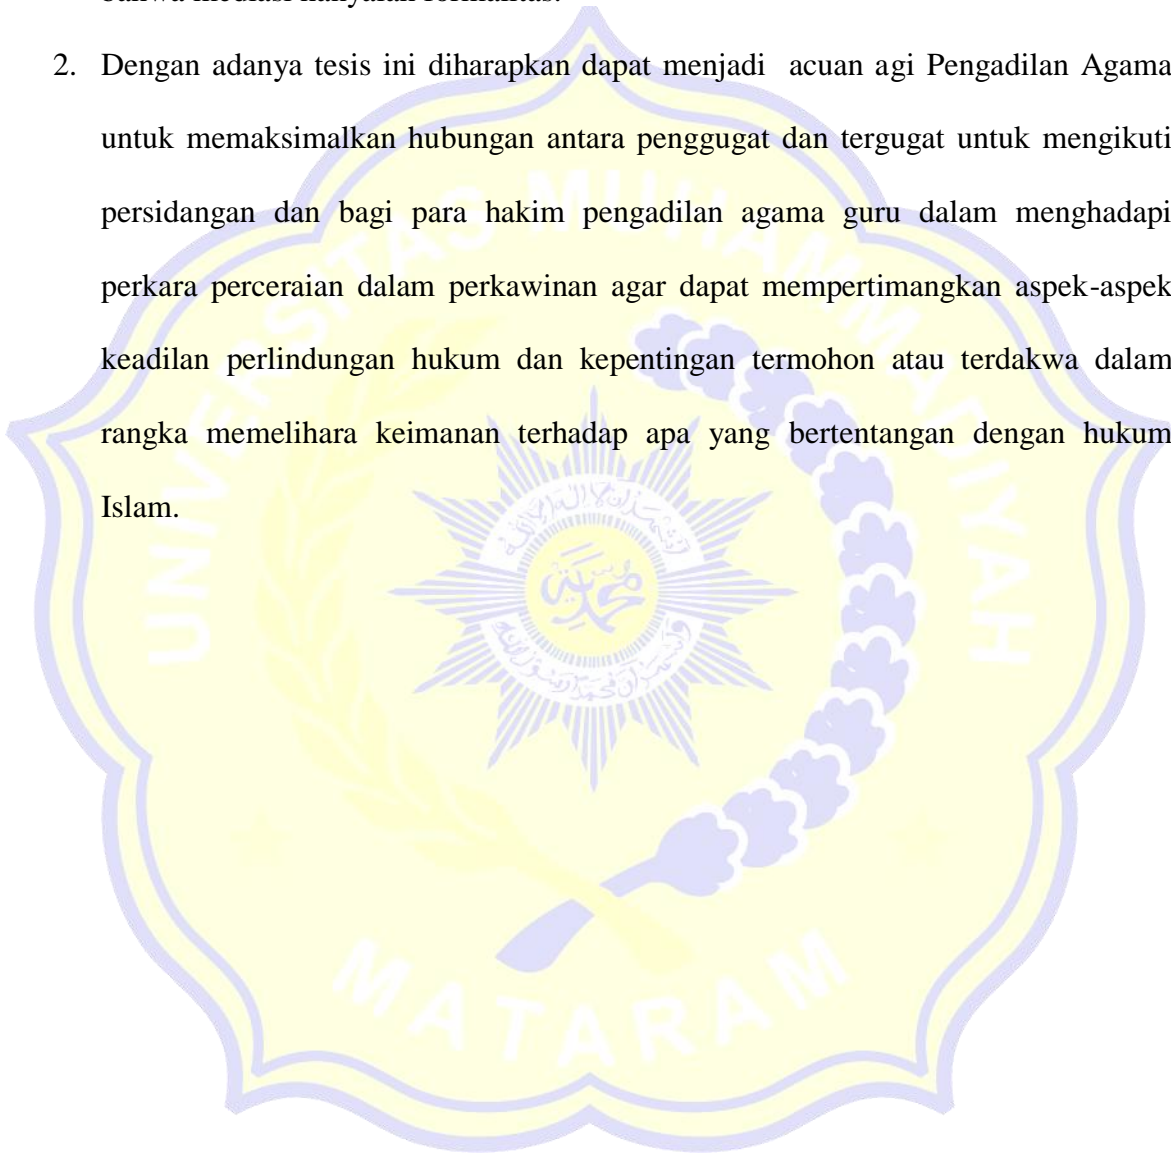 2. Dengan adanya tesis ini diharapkan dapat menjadi  acuan agi Pengadilan Agama
untuk memaksimalkan hubungan antara penggugat dan tergugat untuk mengikuti
persidangan dan bagi para hakim pengadilan agama guru dalam menghadapi
perkara perceraian dalam perkawinan agar dapat mempertimangkan aspek-aspek
keadilan perlindungan hukum dan kepentingan termohon atau terdakwa dalam
rangka memelihara keimanan terhadap apa yang bertentangan dengan hukum
Islam.
UNIVERSITAS MUHAMMADIYAH
MATARAM